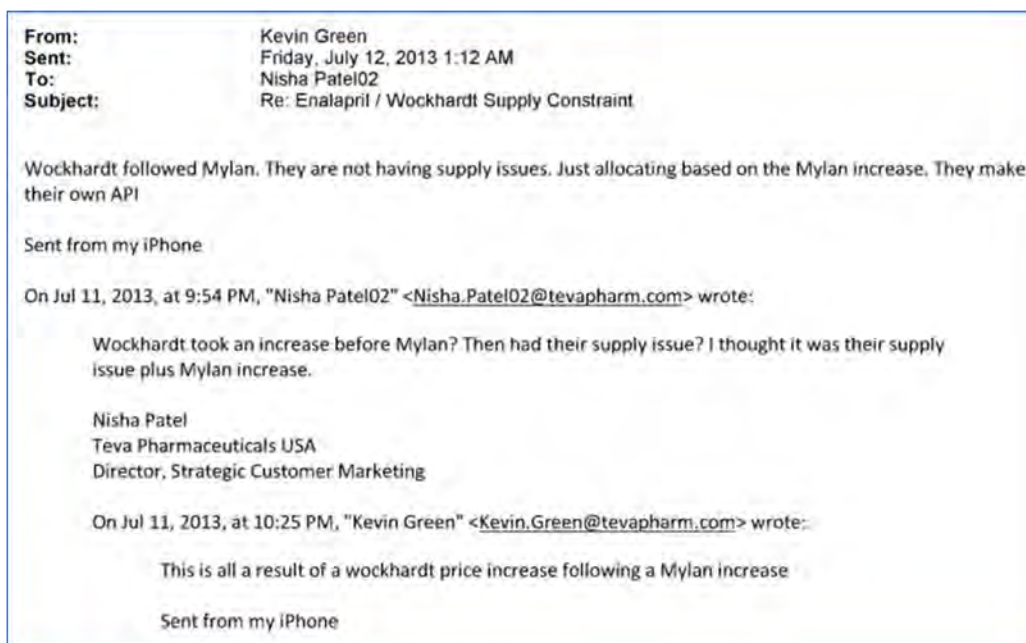 From: Kevin Green
Sent: Friday, July 12, 2013 1:12 AM
To: Nisha Patel02
Subject: Re: Enalapril / Wockhardt Supply Constraint
Wockhardt followed Mylan. They are not having supply issues. Just allocating based on the Mylan increase. They make
their own API
Sent from my iPhone
On Jul 11, 2013, at 9:54 PM, "Nisha Patel02" <Nisha.Patel02@tevapharm.com> wrote:
Wockhardt took an increase before Mylan? Then had their supply issue? I thought it was their supply
issue plus Mylan increase.
Nisha Patel
Teva Pharmaceuticals USA
Director, Strategic Customer Marketing
On Jul 11, 2013, at 10:25 PM, "Kevin Green" <Kevin.Green@tevapharm.com> wrote:
This is all a result of a wockhardt price increase following a Mylan increase
Sent from my iPhone